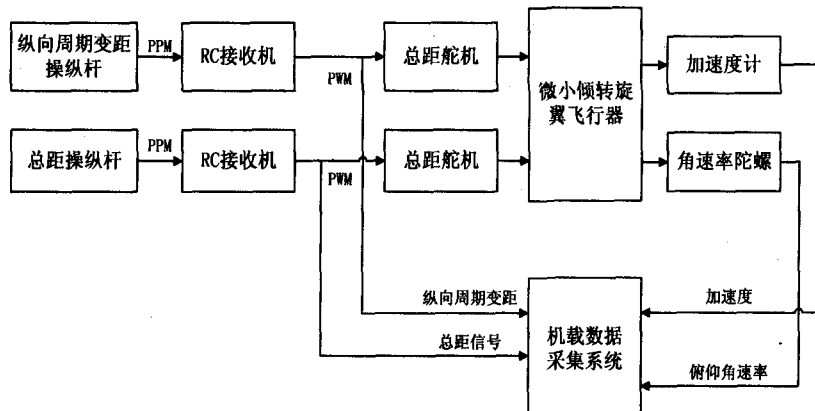 纵向周期变距
操纵杆
PPM
RC接收机
PWM
总距舵机
微小倾转旋
翼飞行器
加速度计
总距操纵杆
PPM
RC接收机
PWM
总距舵机
角速率陀螺
纵向周期变距
总距信号
机载数据
采集系统
加速度
俯仰角速率